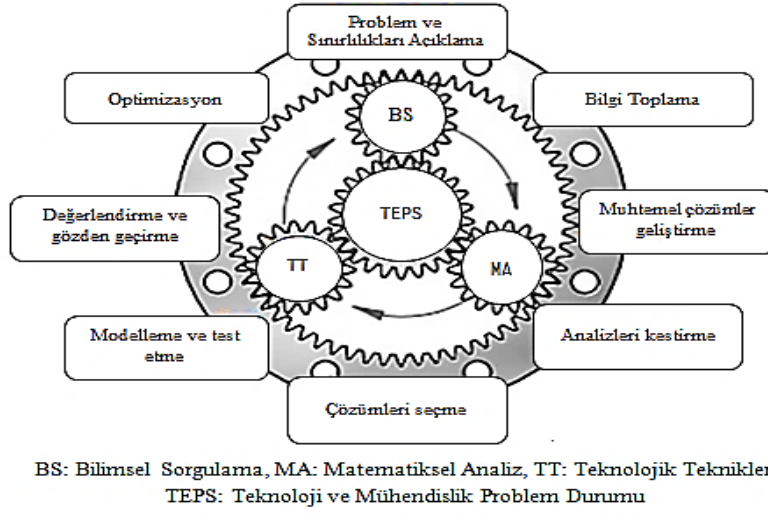 Problem ve
Sınırlılıkları Açıklama
Optimizasyon
Bilgi Toplama
BS
TEPS
Değerlendirme ve
gözden geçirme
Muhtemel çözümler
geliştirme
TT
MA
Modelleme ve test
etme
Analizleri kestirme
Çözümleri seçme
BS: Bilimsel Sorgulama, MA: Matematiksel Analiz, TT: Teknolojik Teknikler
TEPS: Teknoloji ve Mühendislik Problem Durumu